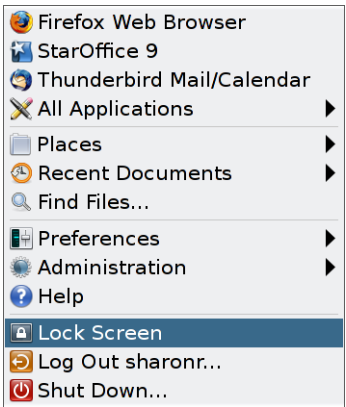 Firefox Web Browser
StarOffice 9
Thunderbird Mail/Calendar
All Applications
Places
Recent Documents
Find Files...
Preferences
Administration
Help
Lock Screen
Log Out sharonr...
Shut Down...